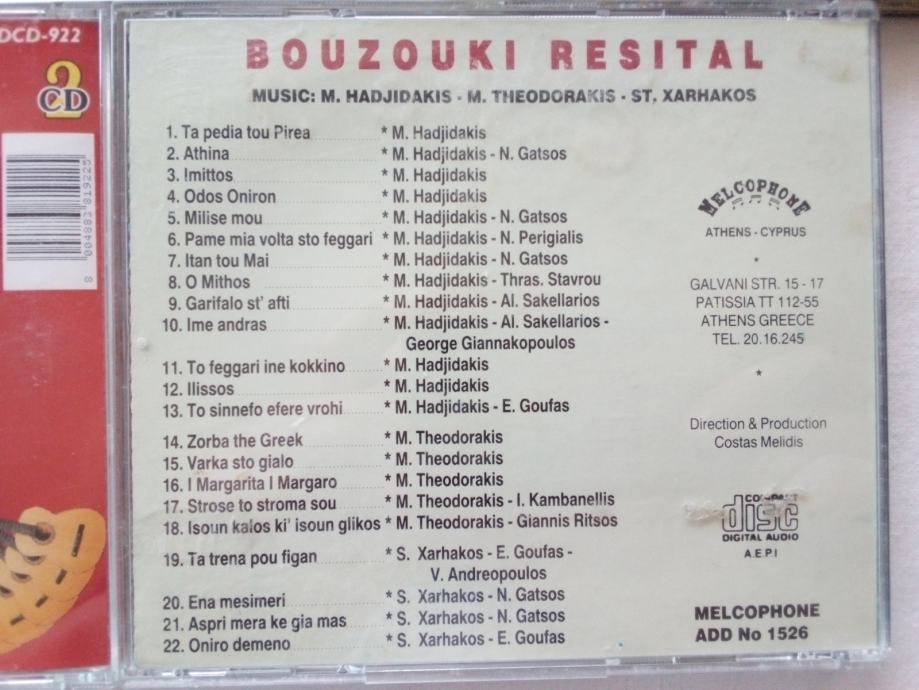 DCD-922
2
CD
8 004883 819225
BOUZOUKI RESITAL
MUSIC: M. HADJIDAKIS - M. THEODORAKIS - ST. XARHAKOS
1. Ta pedia tou Pirea * M. Hadjidakis
2. Athina * M. Hadjidakis - N. Gatsos
3. Imittos * M. Hadjidakis
4. Odos Oniron * M. Hadjidakis
5. Milise mou * M. Hadjidakis - N. Gatsos
6. Pame mia volta sto feggari * M. Hadjidakis - N. Perigialis
7. Itan tou Mai * M. Hadjidakis - N. Gatsos
8. O Mithos * M. Hadjidakis - Thras. Stavrou
9. Garifalo st' afti * M. Hadjidakis - Al. Sakellarios
10. Ime andras * M. Hadjidakis - Al. Sakellarios -
George Giannakopoulos
11. To feggari ine kokkino * M. Hadjidakis
12. Ilissos * M. Hadjidakis
13. To sinnefo efere vrohi * M. Hadjidakis - E. Goufas
14. Zorba the Greek * M. Theodorakis
15. Varka sto gialo * M. Theodorakis
16. I Margarita I Margaro * M. Theodorakis
17. Strose to stroma sou * M. Theodorakis - I. Kambanellis
18. Isoun kalos ki' isoun glikos * M. Theodorakis - Giannis Ritsos
19. Ta trena pou figan * S. Xarhakos - E. Goufas -
V. Andreopoulos
20. Ena mesimeri * S. Xarhakos - N. Gatsos
21. Aspri mera ke gia mas * S. Xarhakos - N. Gatsos
22. Oniro demeno * S. Xarhakos - E. Goufas
MELCOPHONE
ATHENS - CYPRUS
*
GALVANI STR. 15 - 17
PATISSIA TT 112-55
ATHENS GREECE
TEL. 20.16.245
*
Direction & Production
Costas Melidis
COMPACT
disc
DIGITAL AUDIO
A.E.P.I
MELCOPHONE
ADD No 1526